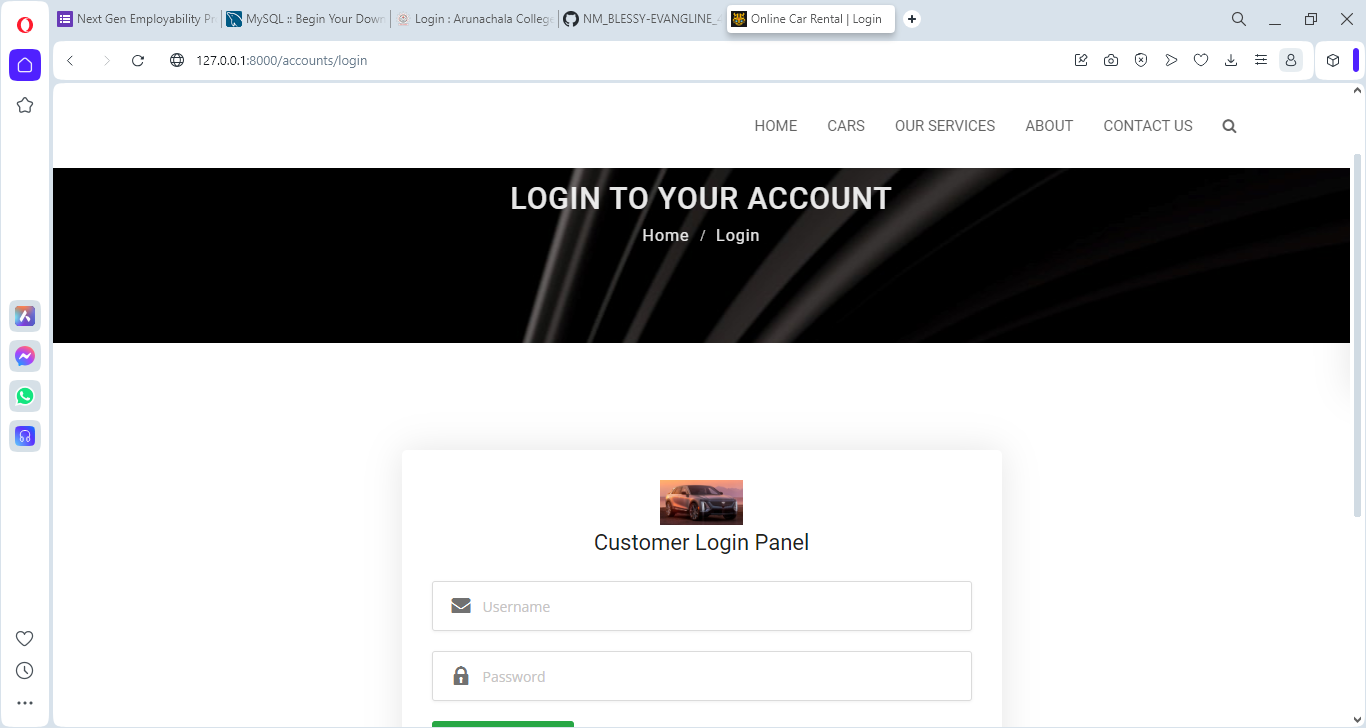 Next Gen Employability Pr
MySQL :: Begin Your Down
Login : Arunachala College
NM_BLESSY-EVANGLINE_4
Online Car Rental | Login
127.0.0.1:8000/accounts/login
HOME CARS OUR SERVICES ABOUT CONTACT US
LOGIN TO YOUR ACCOUNT
Home / Login
Customer Login Panel
Username
Password